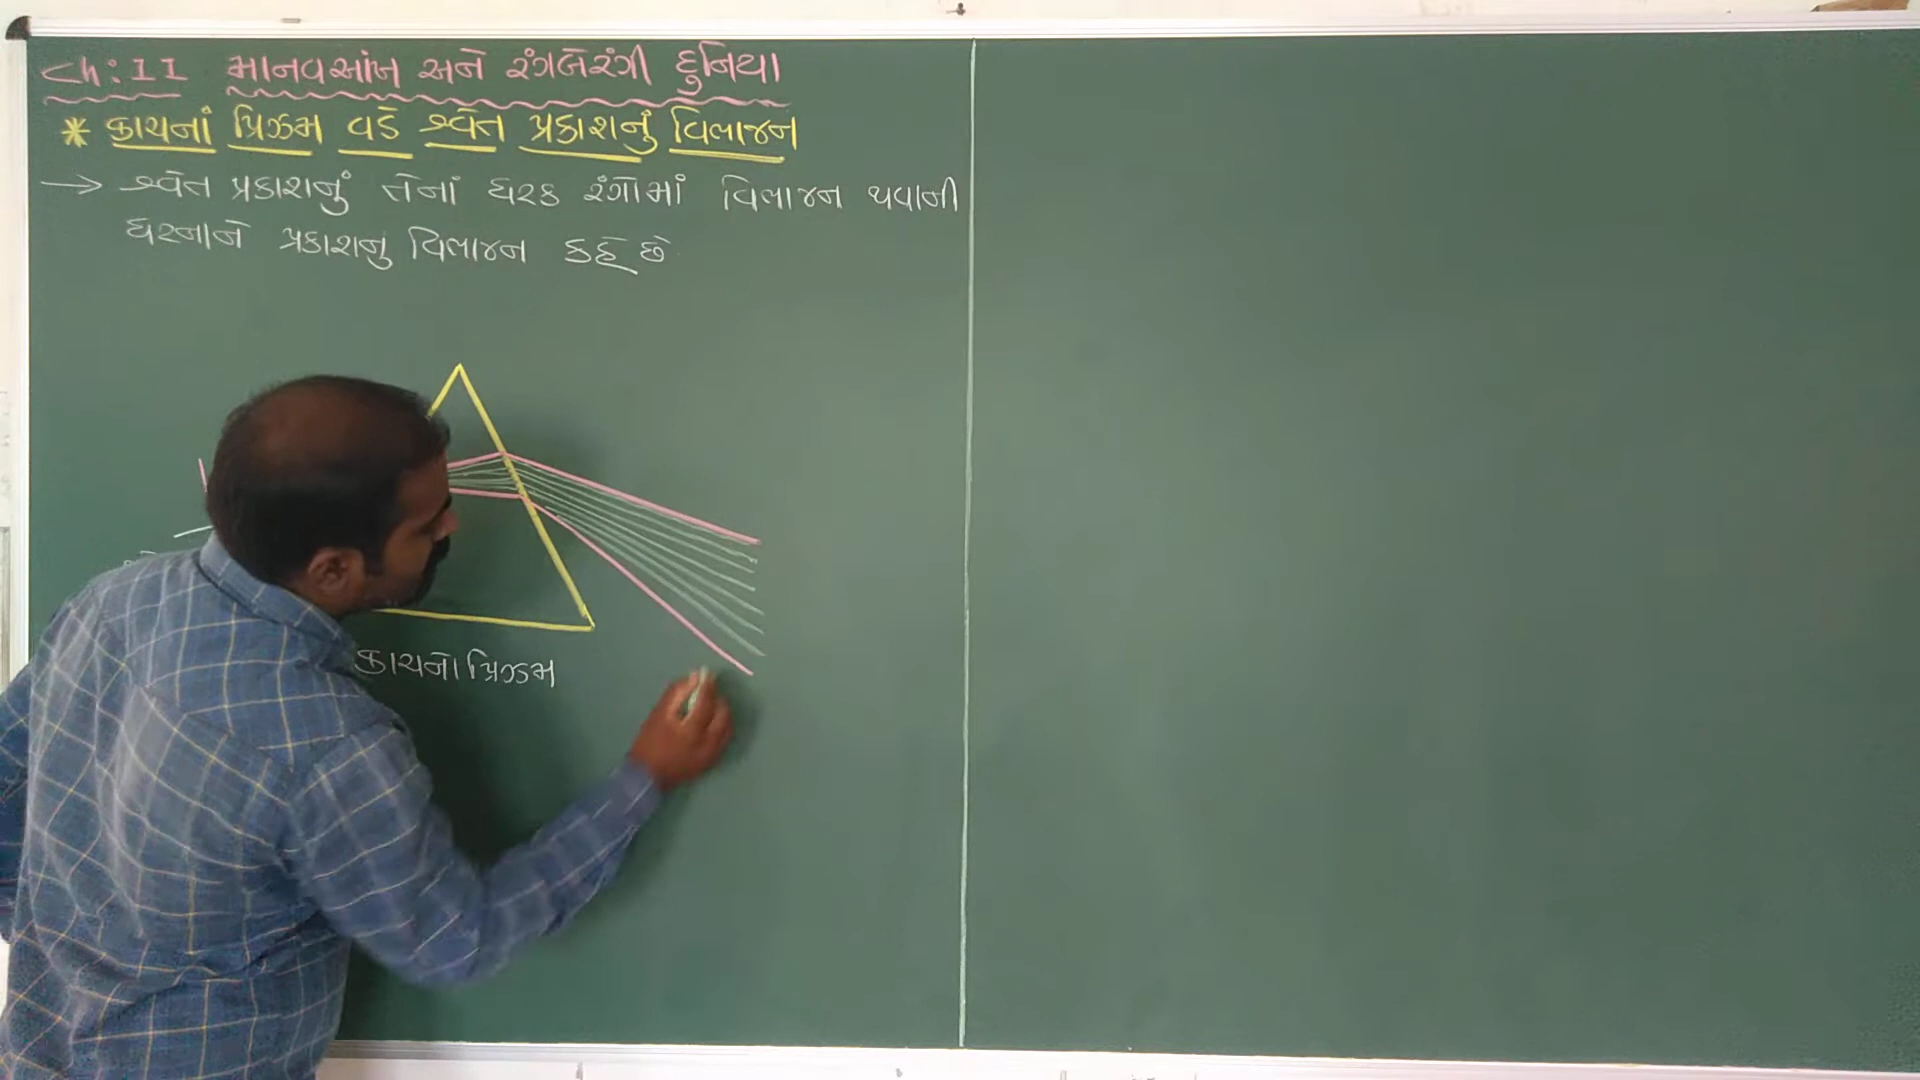 Ch: II માનવઆંખ અને રંગબેરંગી દુનિયા
* કાચનાં પ્રિઝમ વડે શ્વેત પ્રકાશનું વિભાજન
→ શ્વેત પ્રકાશનું તેનાં ઘટક રંગોમાં વિભાજન થવાની
ઘટનાને પ્રકાશનુ વિભાજન કહે છે
કાચનો પ્રિઝમ